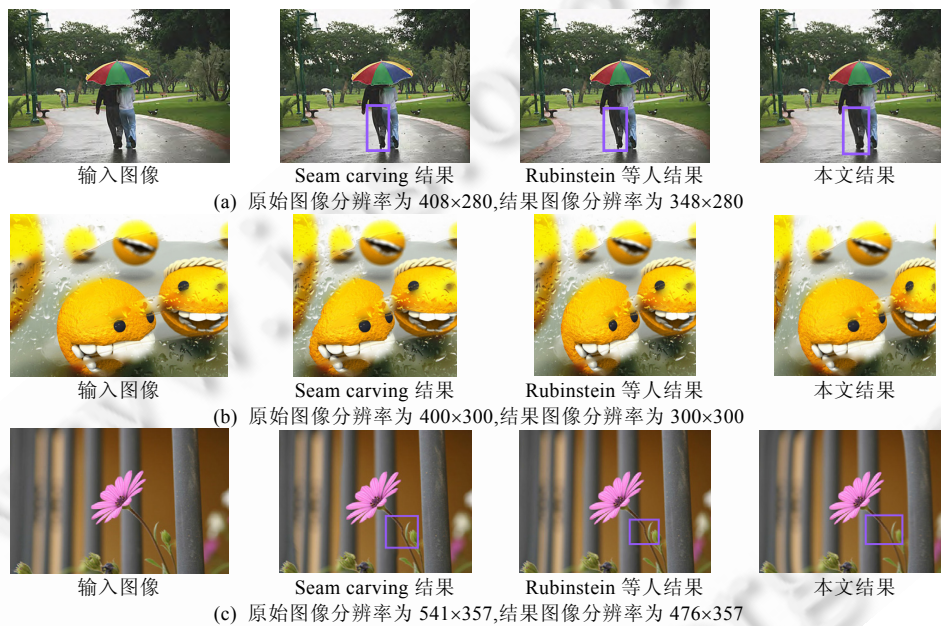 输入图像 Seam carving 结果 Rubinstein 等人结果 本文结果
(a) 原始图像分辨率为 408×280,结果图像分辨率为 348×280
输入图像 Seam carving 结果 Rubinstein 等人结果 本文结果
(b) 原始图像分辨率为 400×300,结果图像分辨率为 300×300
输入图像 Seam carving 结果 Rubinstein 等人结果 本文结果
(c) 原始图像分辨率为 541×357,结果图像分辨率为 476×357